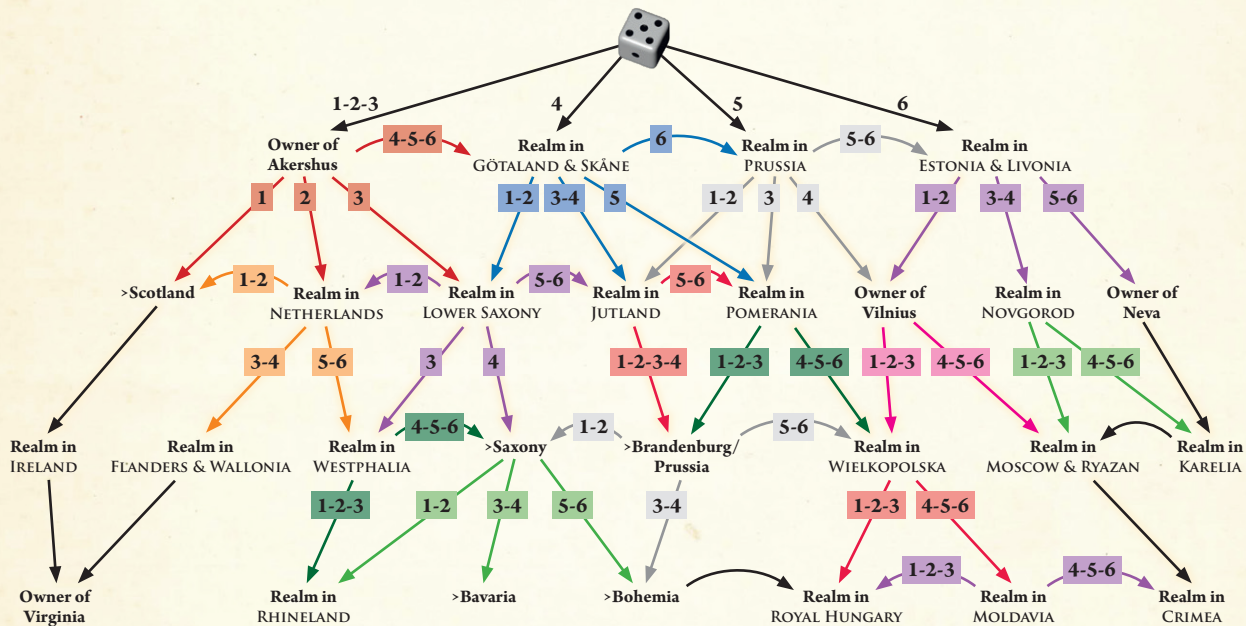 1-2-3
4
5
6
Owner of
Akershus
4-5-6
Realm in
GÖTALAND & SKÅNE
6
Realm in
PRUSSIA
5-6
Realm in
ESTONIA & LIVONIA
1
2
3
1-2
3-4
5
1-2
3
4
1-2
3-4
5-6
>Scotland
1-2
Realm in
NETHERLANDS
1-2
Realm in
LOWER SAXONY
5-6
Realm in
JUTLAND
5-6
Realm in
POMERANIA
Owner of
Vilnius
Realm in
NOVGOROD
Owner of
Neva
3-4
5-6
3
4
1-2-3-4
1-2-3
4-5-6
1-2-3
4-5-6
1-2-3
4-5-6
Realm in
IRELAND
Realm in
FLANDERS & WALLONIA
Realm in
WESTPHALIA
4-5-6
>Saxony
1-2
>Brandenburg/
Prussia
5-6
Realm in
WIELKOPOLSKA
Realm in
MOSCOW & RYAZAN
Realm in
KARELIA
1-2-3
1-2
3-4
5-6
3-4
1-2-3
4-5-6
Owner of
Virginia
Realm in
RHINELAND
>Bavaria
>Bohemia
Realm in
ROYAL HUNGARY
1-2-3
Realm in
MOLDAVIA
4-5-6
Realm in
CRIMEA